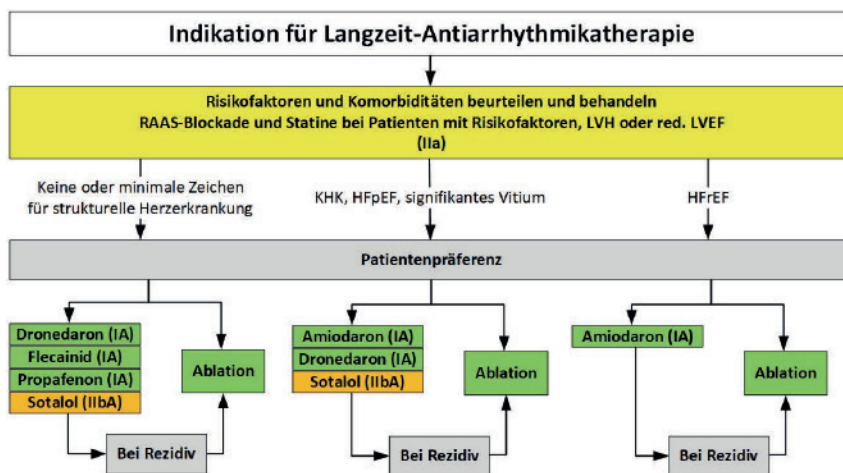 Indikation für Langzeit-Antiarrhythmikatherapie
Risikofaktoren und Komorbiditäten beurteilen und behandeln
RAAS-Blockade und Statine bei Patienten mit Risikofaktoren, LVH oder red. LVEF
(IIa)
Keine oder minimale Zeichen
für strukturelle Herzerkrankung
KHK, HFpEF, signifikantes Vitium
HFrEF
Patientenpräferenz
Dronedaron (IA)
Flecainid (IA)
Propafenon (IA)
Sotalol (IIbA)
Ablation
Bei Rezidiv
Amiodaron (IA)
Dronedaron (IA)
Sotalol (IIbA)
Ablation
Bei Rezidiv
Amiodaron (IA)
Ablation
Bei Rezidiv